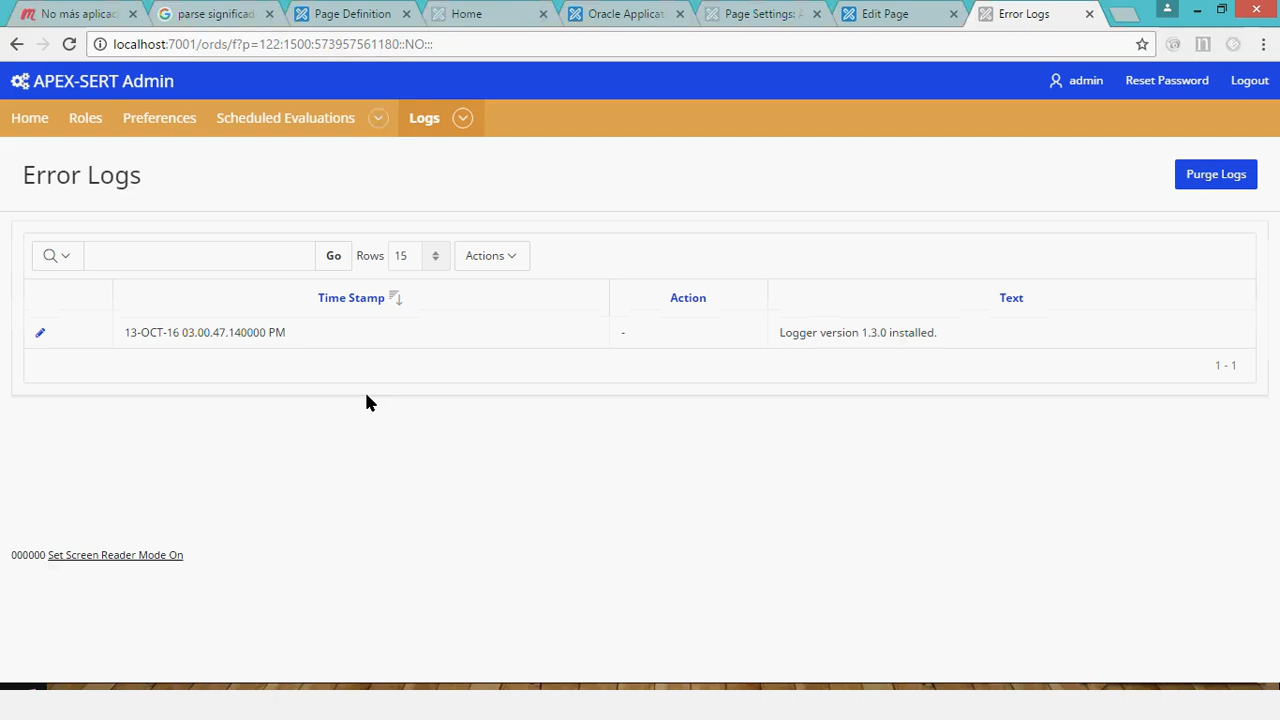 No más aplicac
parse significad
Page Definition
Home
Oracle Applicat
Page Settings: A
Edit Page
Error Logs
localhost:7001/ords/f?p=122:1500:573957561180::NO:::
APEX-SERT Admin
admin
Reset Password
Logout
Home
Roles
Preferences
Scheduled Evaluations
Logs
Error Logs
Purge Logs
Go
Rows
15
Actions
Time Stamp
Action
Text
13-OCT-16 03.00.47.140000 PM
-
Logger version 1.3.0 installed.
1 - 1
000000 Set Screen Reader Mode On